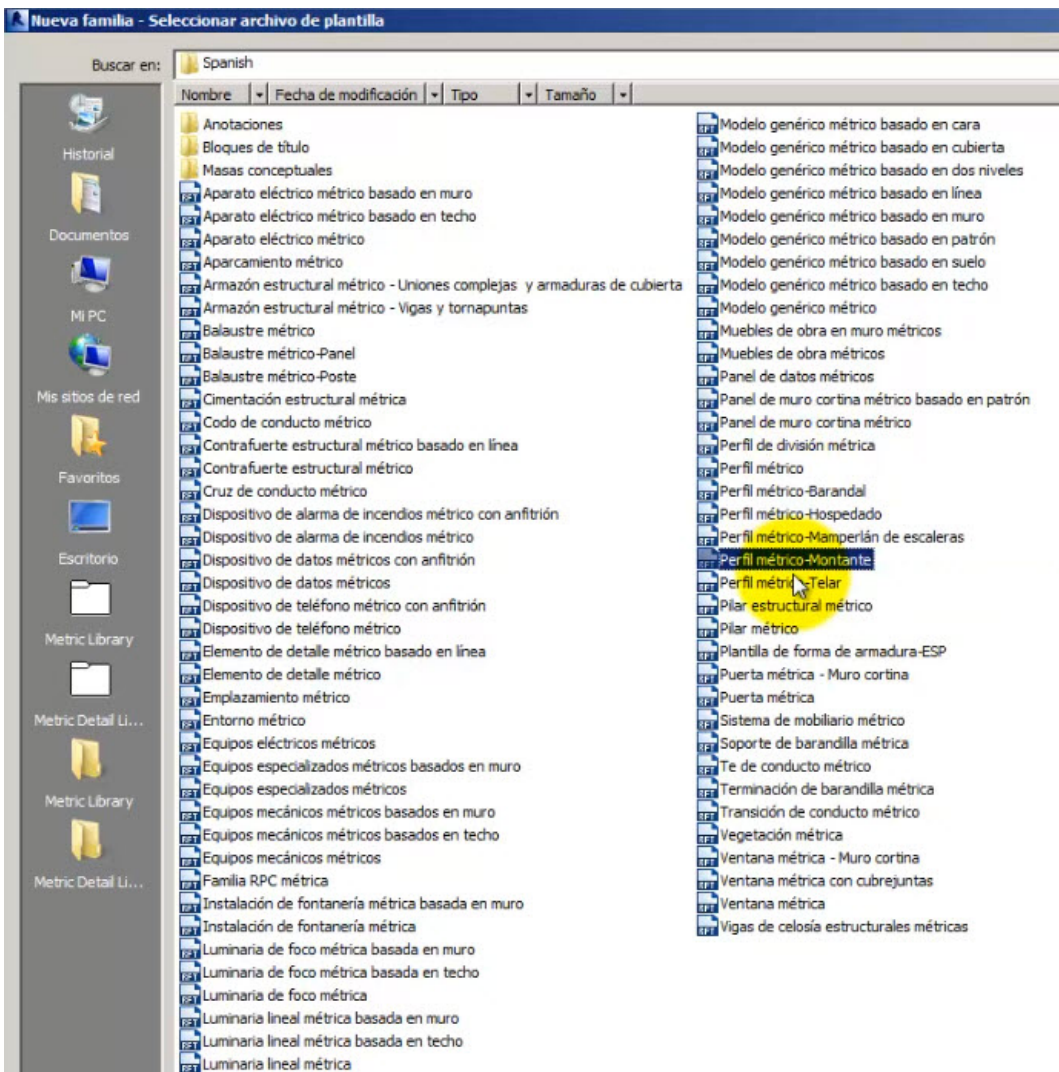 Nueva familia - Seleccionar archivo de plantilla
Buscar en:
Spanish
Nombre Fecha de modificación Tipo Tamaño
Historial
Documentos
Mi PC
Mis sitios de red
Favoritos
Escritorio
Metric Library
Metric Detail Li...
Metric Library
Metric Detail Li...
Anotaciones
Bloques de título
Masas conceptuales
Aparato eléctrico métrico basado en muro
Aparato eléctrico métrico basado en techo
Aparato eléctrico métrico
Aparcamiento métrico
Armazón estructural métrico - Uniones complejas y armaduras de cubierta
Armazón estructural métrico - Vigas y tornapuntas
Balaustre métrico
Balaustre métrico-Panel
Balaustre métrico-Poste
Cimentación estructural métrica
Codo de conducto métrico
Contrafuerte estructural métrico basado en línea
Contrafuerte estructural métrico
Cruz de conducto métrico
Dispositivo de alarma de incendios métrico con anfitrión
Dispositivo de alarma de incendios métrico
Dispositivo de datos métricos con anfitrión
Dispositivo de datos métricos
Dispositivo de teléfono métrico con anfitrión
Dispositivo de teléfono métrico
Elemento de detalle métrico basado en línea
Elemento de detalle métrico
Emplazamiento métrico
Entorno métrico
Equipos eléctricos métricos
Equipos especializados métricos basados en muro
Equipos especializados métricos
Equipos mecánicos métricos basados en muro
Equipos mecánicos métricos basados en techo
Equipos mecánicos métricos
Familia RPC métrica
Instalación de fontanería métrica basada en muro
Instalación de fontanería métrica
Luminaria de foco métrica basada en muro
Luminaria de foco métrica basada en techo
Luminaria de foco métrica
Luminaria lineal métrica basada en muro
Luminaria lineal métrica basada en techo
Luminaria lineal métrica
Modelo genérico métrico basado en cara
Modelo genérico métrico basado en cubierta
Modelo genérico métrico basado en dos niveles
Modelo genérico métrico basado en línea
Modelo genérico métrico basado en muro
Modelo genérico métrico basado en patrón
Modelo genérico métrico basado en suelo
Modelo genérico métrico basado en techo
Modelo genérico métrico
Muebles de obra en muro métricos
Muebles de obra métricos
Panel de datos métricos
Panel de muro cortina métrico basado en patrón
Panel de muro cortina métrico
Perfil de división métrica
Perfil métrico
Perfil métrico-Barandal
Perfil métrico-Hospedado
Perfil métrico-Mamperlán de escaleras
Perfil métrico-Montante
Perfil métrico-Telar
Pilar estructural métrico
Pilar métrico
Plantilla de forma de armadura-ESP
Puerta métrica - Muro cortina
Puerta métrica
Sistema de mobiliario métrico
Soporte de barandilla métrica
Te de conducto métrico
Terminación de barandilla métrica
Transición de conducto métrico
Vegetación métrica
Ventana métrica - Muro cortina
Ventana métrica con cubrejuntas
Ventana métrica
Vigas de celosía estructurales métricas